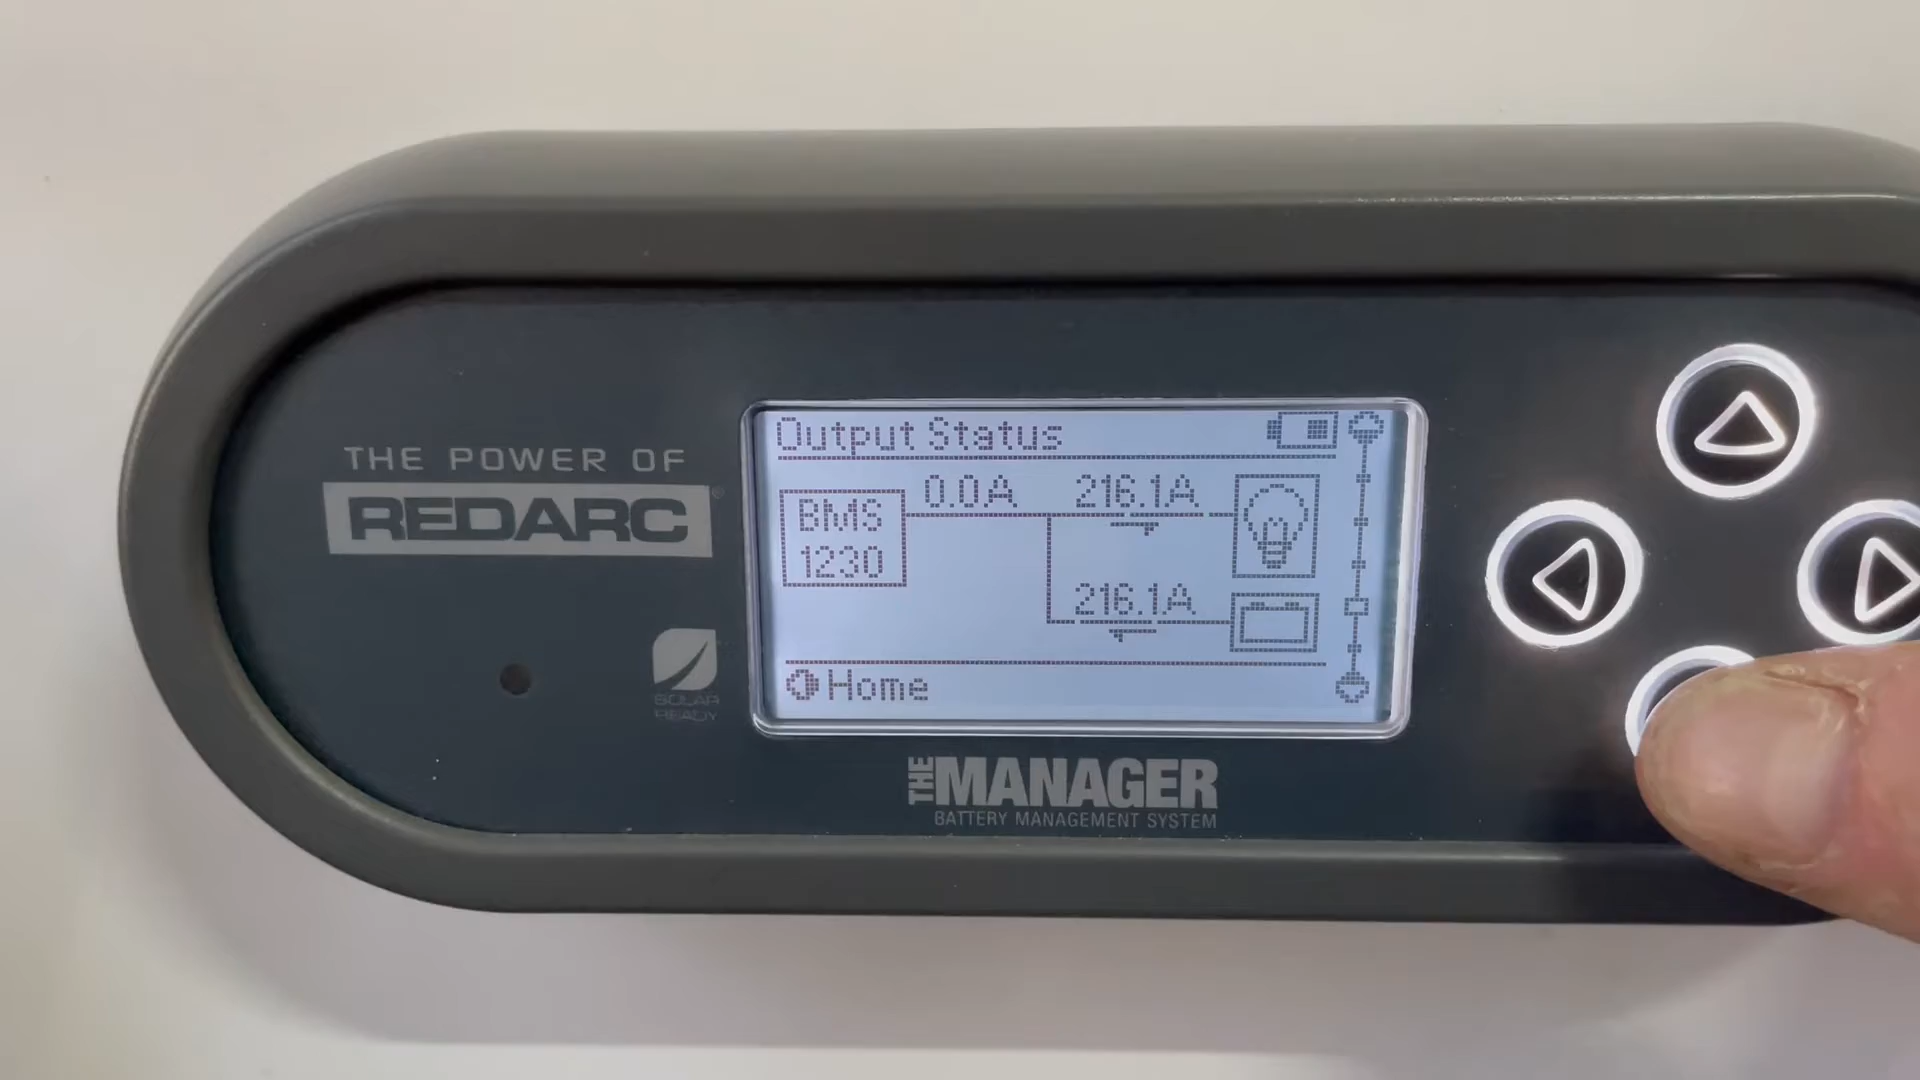 THE POWER OF
REDARC®
SOLAR
READY
Output Status
0.0A
216.1A
BMS
1230
216.1A
Home
THE MANAGER
BATTERY MANAGEMENT SYSTEM